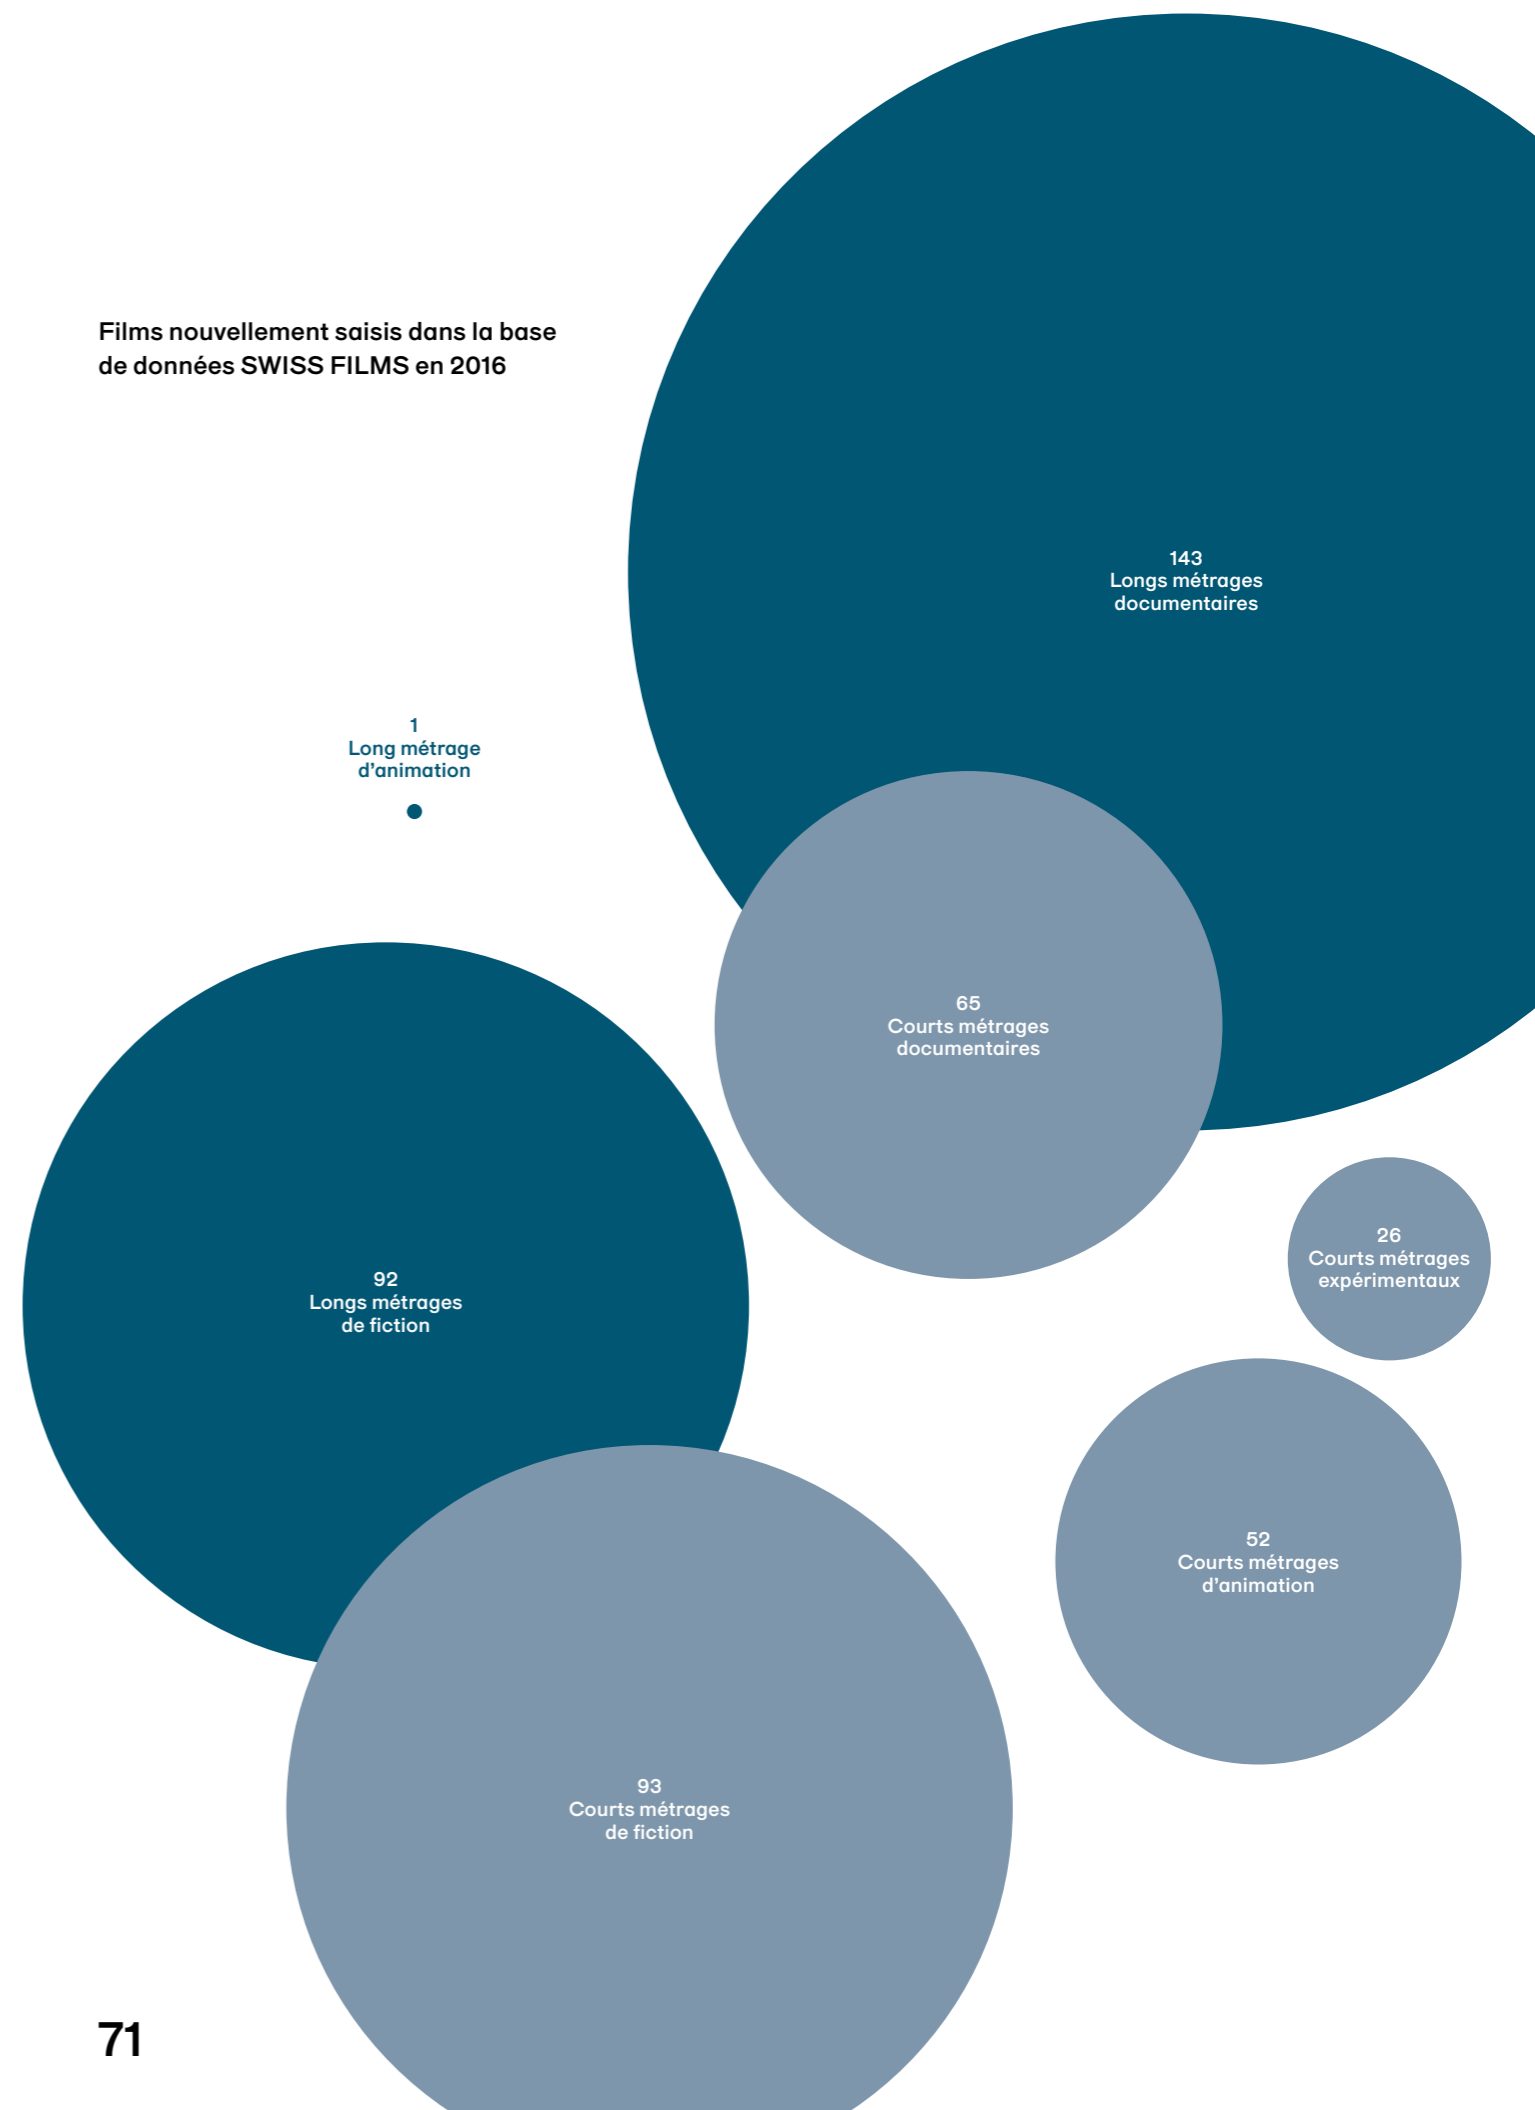 Films nouvellement saisis dans la base
de données SWISS FILMS en 2016
143
Longs métrages
documentaires
1
Long métrage
d’animation
65
Courts métrages
documentaires
26
Courts métrages
expérimentaux
92
Longs métrages
de fiction
52
Courts métrages
d’animation
93
Courts métrages
de fiction
71